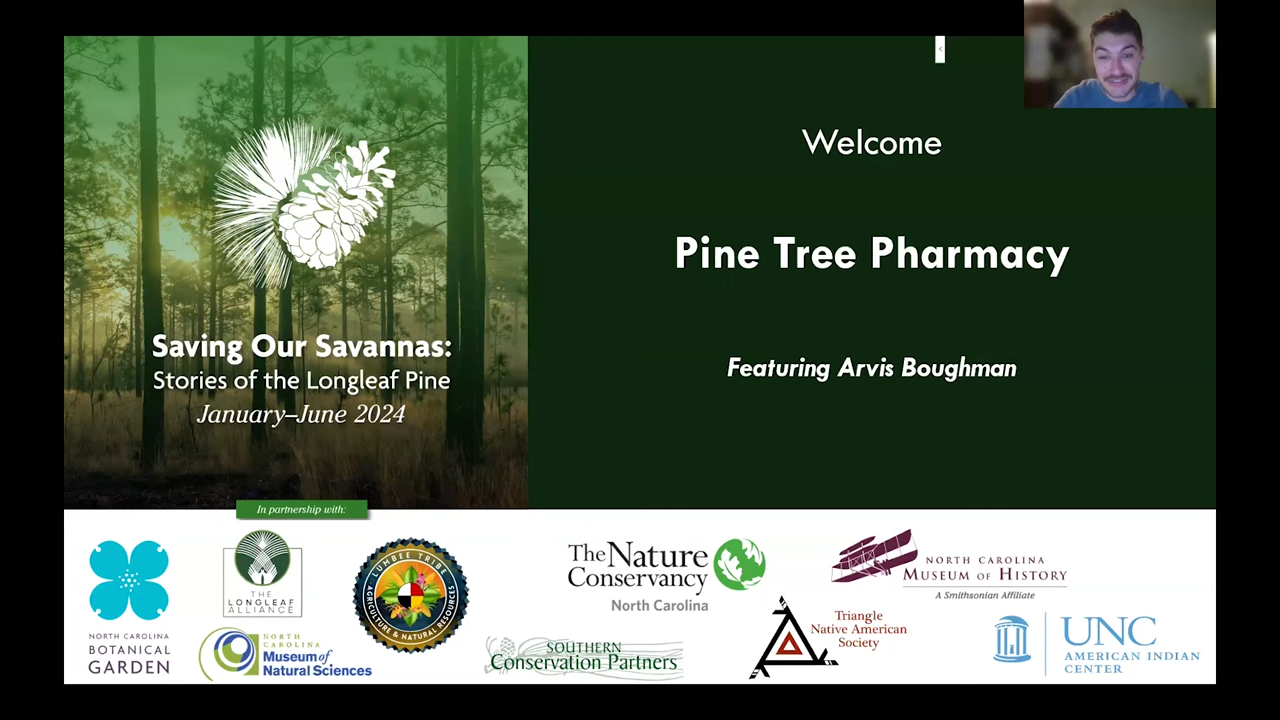 Welcome
Pine Tree Pharmacy
Featuring Arvis Boughman
Saving Our Savannas:
Stories of the Longleaf Pine
January–June 2024
In partnership with:
NORTH CAROLINA
BOTANICAL
GARDEN
THE
LONGLEAF
ALLIANCE
NORTH
CAROLINA
Museum of
Natural Sciences
LUMBEE TRIBE
AGRICULTURE & NATURAL RESOURCES
SOUTHERN
Conservation Partners
The Nature
Conservancy
North Carolina
NORTH CAROLINA
MUSEUM OF HISTORY
A Smithsonian Affiliate
Triangle
Native American
Society
UNC
AMERICAN INDIAN
CENTER